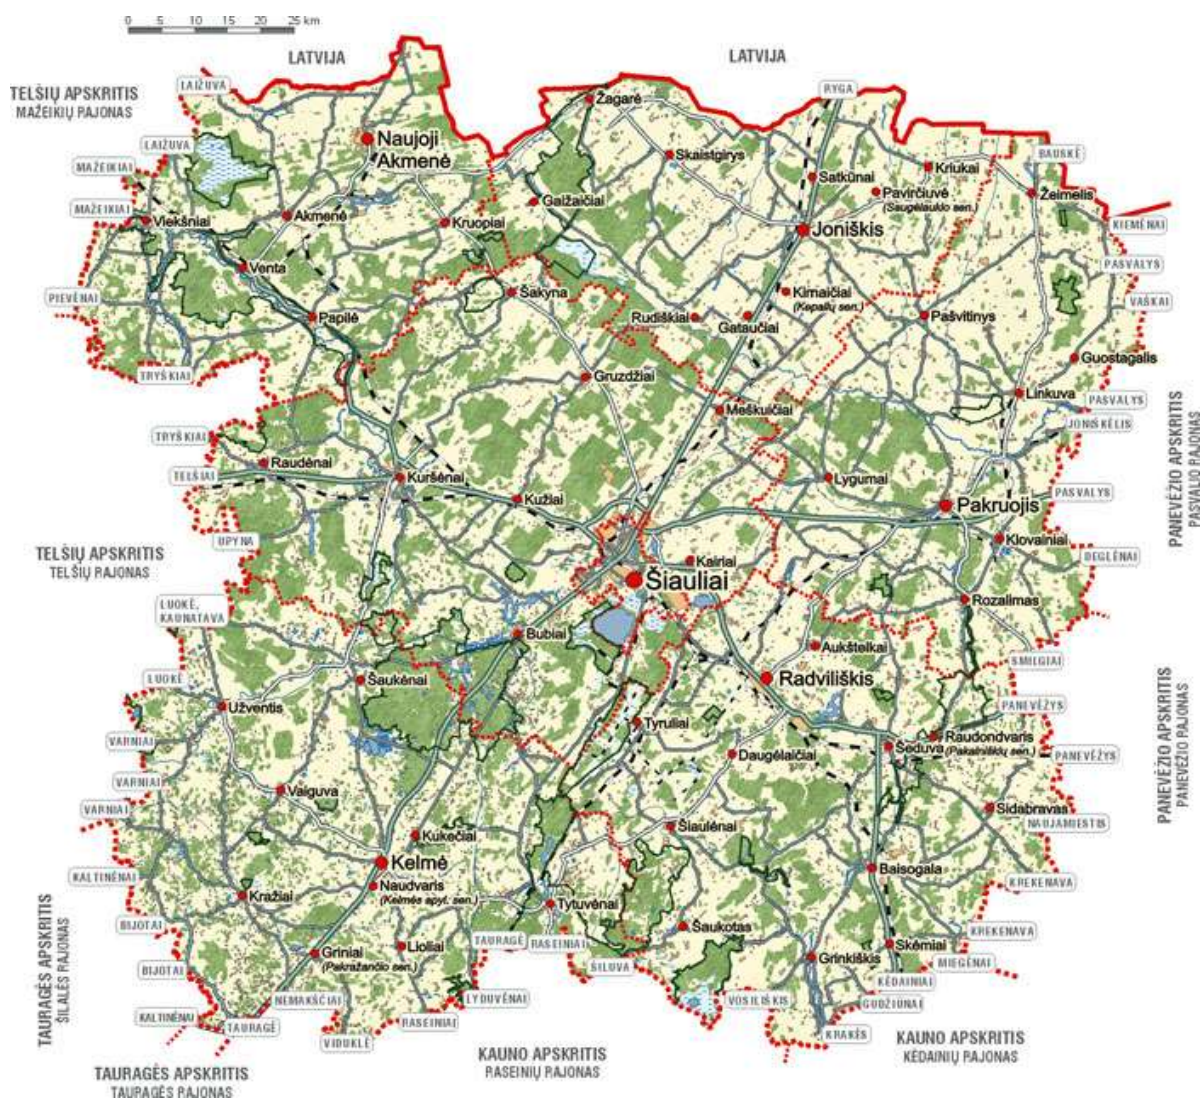 0 5 10 15 20 25 km
LATVIJA
LATVIJA
TELŠIŲ APSKRITIS
MAŽEIKIŲ RAJONAS
LAIŽUVA
RYGA
Žagarė
Naujoji
Akmenė
LAIŽUVA
Skaistgirys
BAUSKĖ
MAŽEIKIAI
Satkūnai
Kriukai
Pavirčiuvė
(Saugėlaukio sen.)
Žeimelis
MAŽEIKIAI
Viekšniai
Akmenė
Kruopiai
Gaižaičiai
Joniškis
KIEMĖNAI
Venta
PASVALYS
PIEVĖNAI
Šakyna
Kirnaičiai
(Kepalių sen.)
VAŠKAI
Papilė
Rudiškiai
Gataučiai
Pašvitinys
TRYŠKIAI
Gruzdžiai
Guostagalis
Linkuva
PASVALYS
Meškuičiai
JONIŠKĖLIS
TRYŠKIAI
Raudėnai
TELŠIAI
Kuršėnai
Kužiai
Lygumai
PASVALYS
Pakruojis
PANEVĖŽIO APSKRITIS
PASVALIO RAJONAS
UPYNA
Klovainiai
DEGLĖNAI
TELŠIŲ APSKRITIS
TELŠIŲ RAJONAS
Kairiai
Šiauliai
LUOKĖ,
KAUNATAVA
Rozalimas
Bubiai
Aukštelkai
SMILGIAI
LUOKĖ
Šaukėnai
Radviliškis
Užventis
PANEVĖŽYS
VARNIAI
Tyruliai
Raudondvaris
(Pakalniškių sen.)
Šeduva
PANEVĖŽYS
Daugėlaičiai
PANEVĖŽIO APSKRITIS
PANEVĖŽIO RAJONAS
VARNIAI
Vaiguva
VARNIAI
Sidabravas
NAUJAMIESTIS
Kukečiai
Šiaulėnai
Kelmė
Baisogala
KALTINĖNAI
Naudvaris
(Kelmės apyl. sen.)
KREKENAVA
Kražiai
Tytuvėnai
BIJOTAI
Šaukotas
KREKENAVA
Lioliai
TAURAGĖ
RASEINIAI
Skėmiai
Griniai
(Pakražančio sen.)
Grinkiškis
MIEGĖNAI
BIJOTAI
ŠILUVA
KĖDAINIAI
NEMAKŠČIAI
LYDUVĖNAI
VOSILIŠKIS
GUDŽIŪNAI
TAURAGĖS APSKRITIS
ŠILALĖS RAJONAS
KALTINĖNAI
TAURAGĖ
RASEINIAI
VIDUKLĖ
KRAKĖS
KAUNO APSKRITIS
KĖDAINIŲ RAJONAS
KAUNO APSKRITIS
RASEINIŲ RAJONAS
TAURAGĖS APSKRITIS
TAURAGĖS RAJONAS